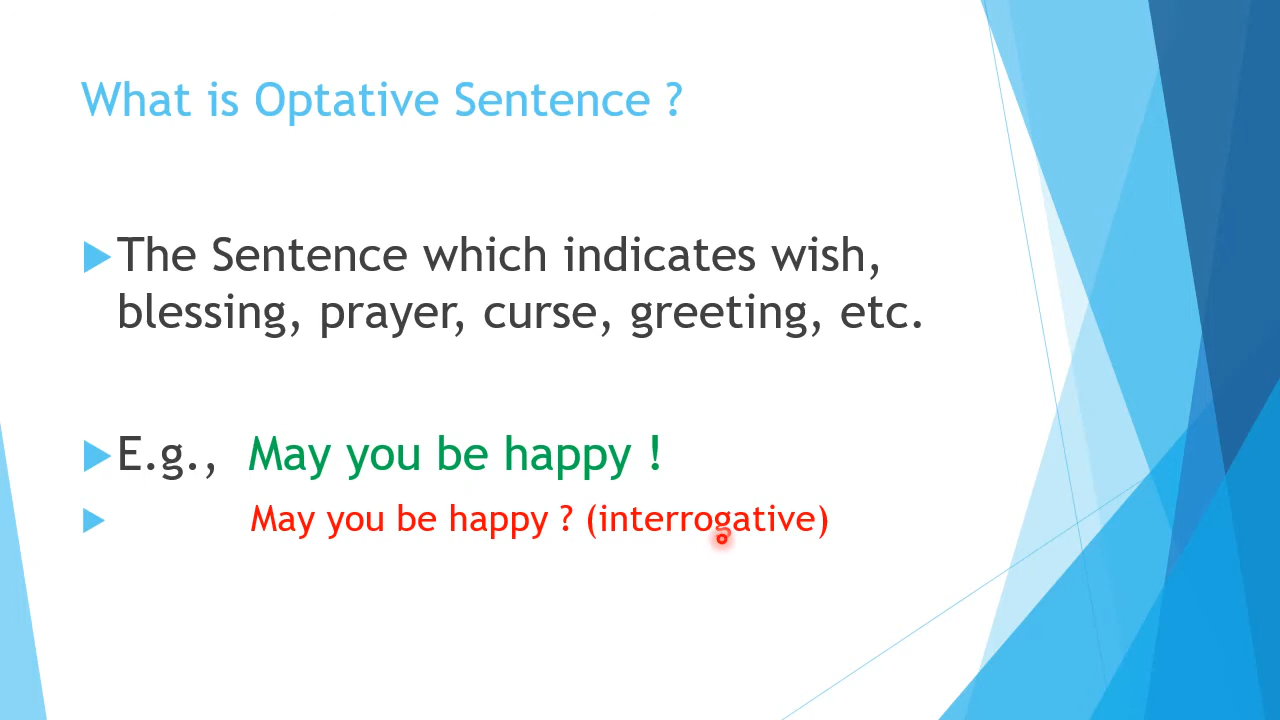 What is Optative Sentence ?
The Sentence which indicates wish,
blessing, prayer, curse, greeting, etc.
E.g., May you be happy !
May you be happy ? (interrogative)